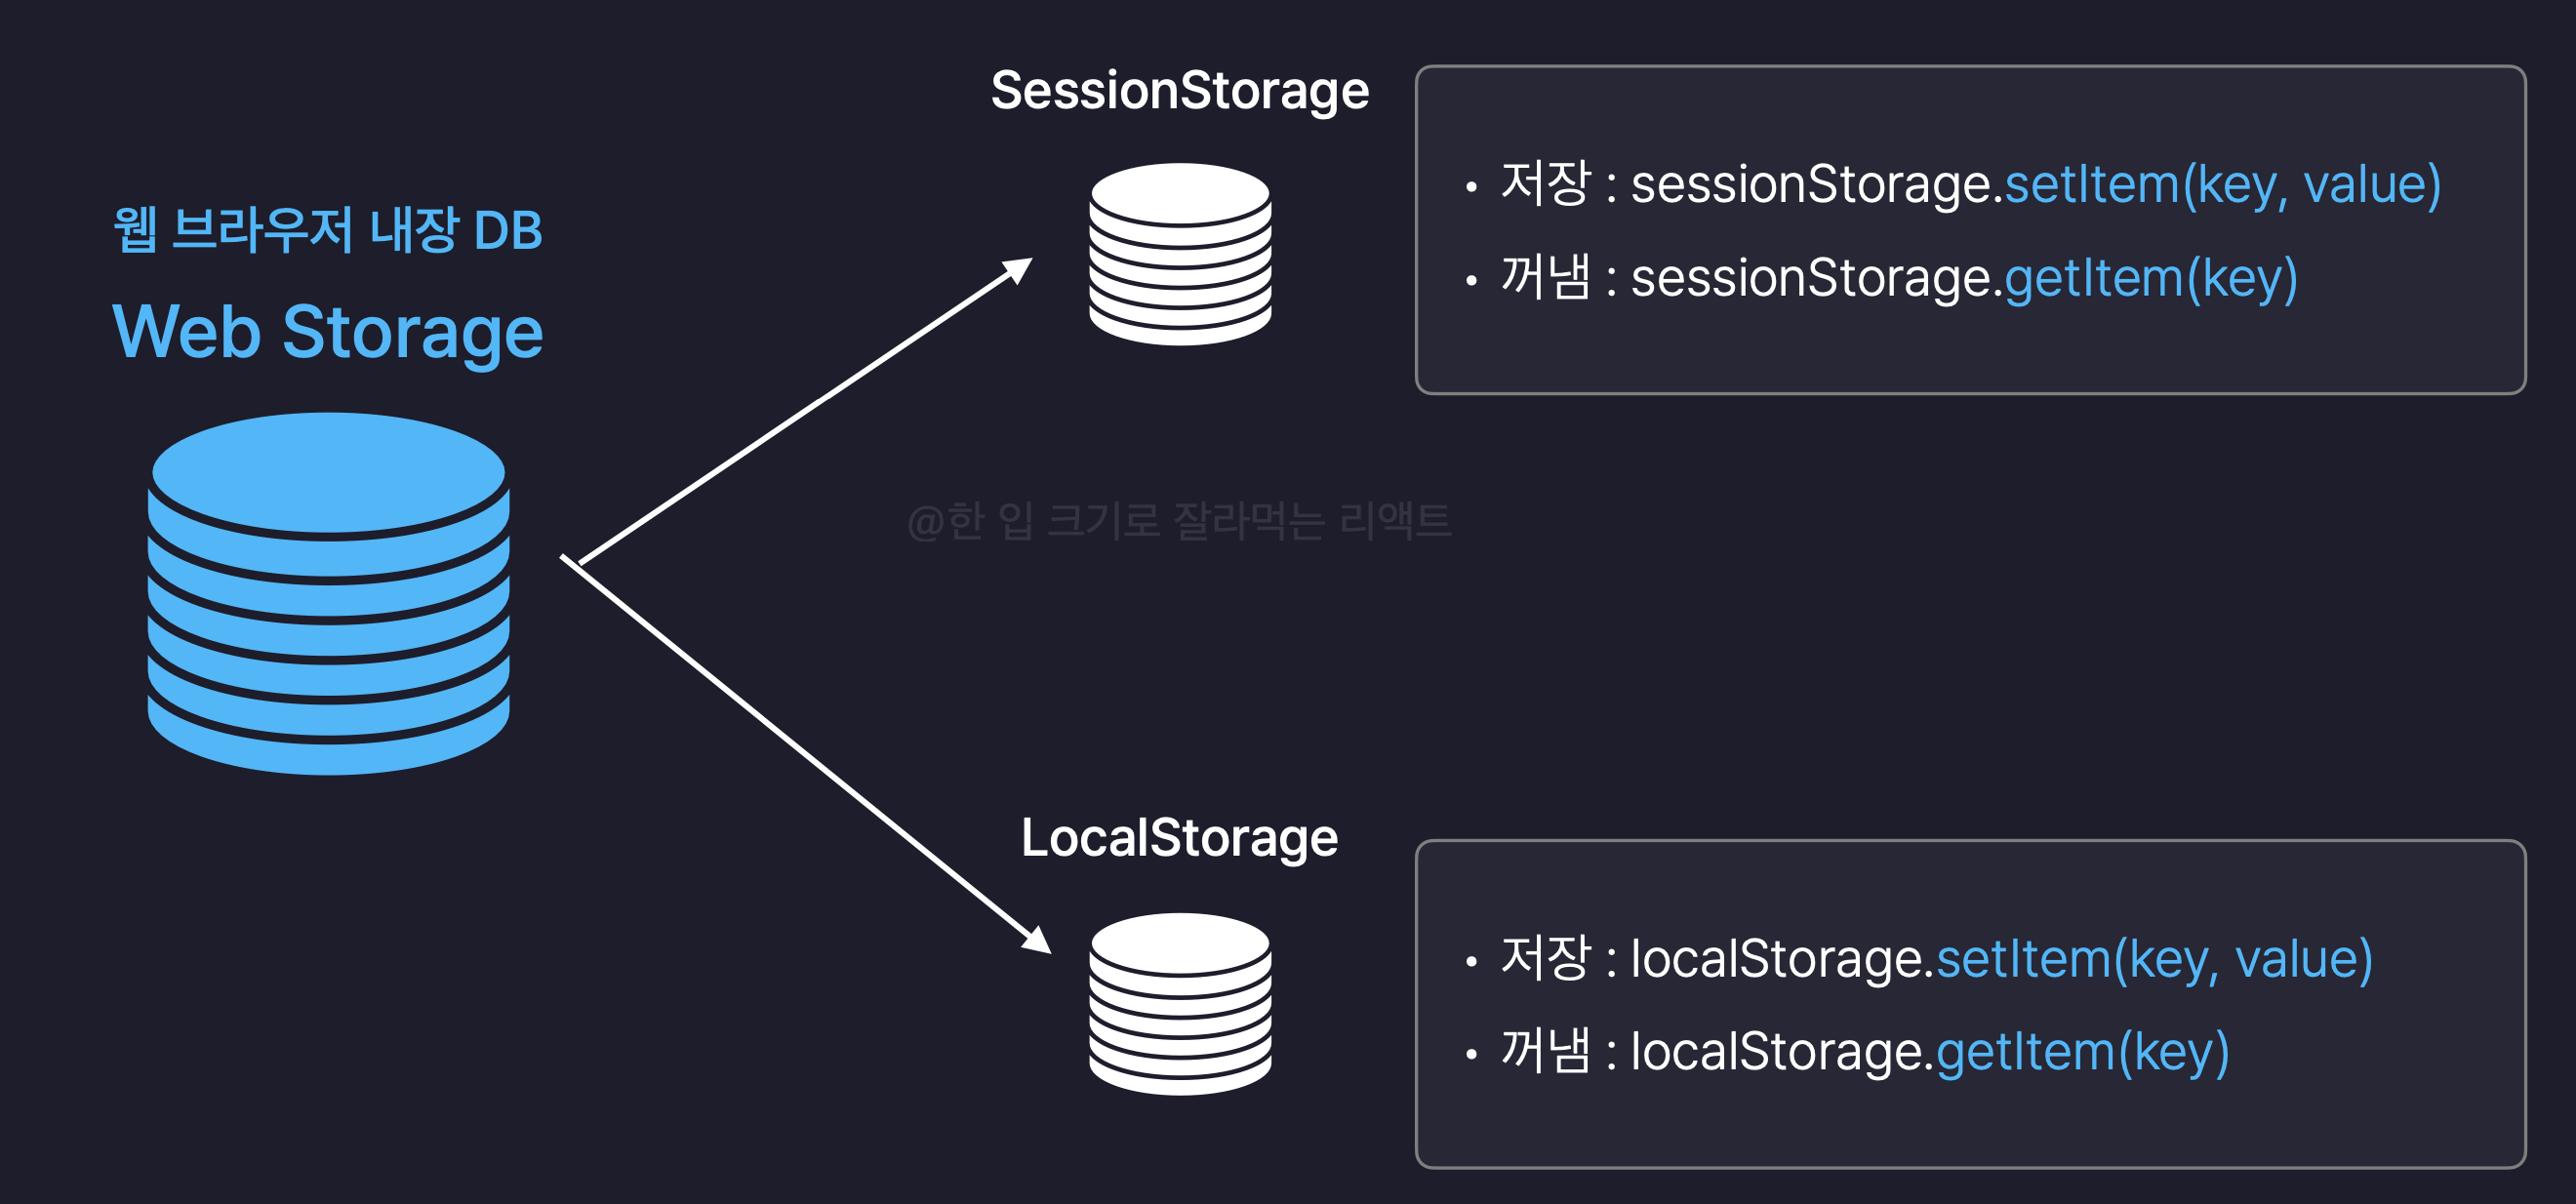 웹 브라우저 내장 DB
Web Storage
SessionStorage
• 저장 : sessionStorage.setItem(key, value)
• 꺼냄 : sessionStorage.getItem(key)
@한 입 크기로 잘라먹는 리액트
LocalStorage
• 저장 : localStorage.setItem(key, value)
• 꺼냄 : localStorage.getItem(key)